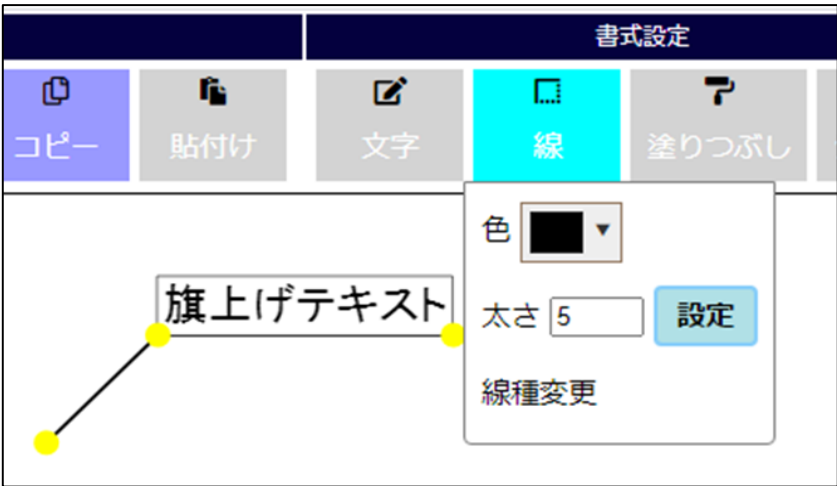 書式設定
コピー 貼付け 文字 線 塗りつぶし
色
旗上げテキスト
太さ 5 設定
線種変更